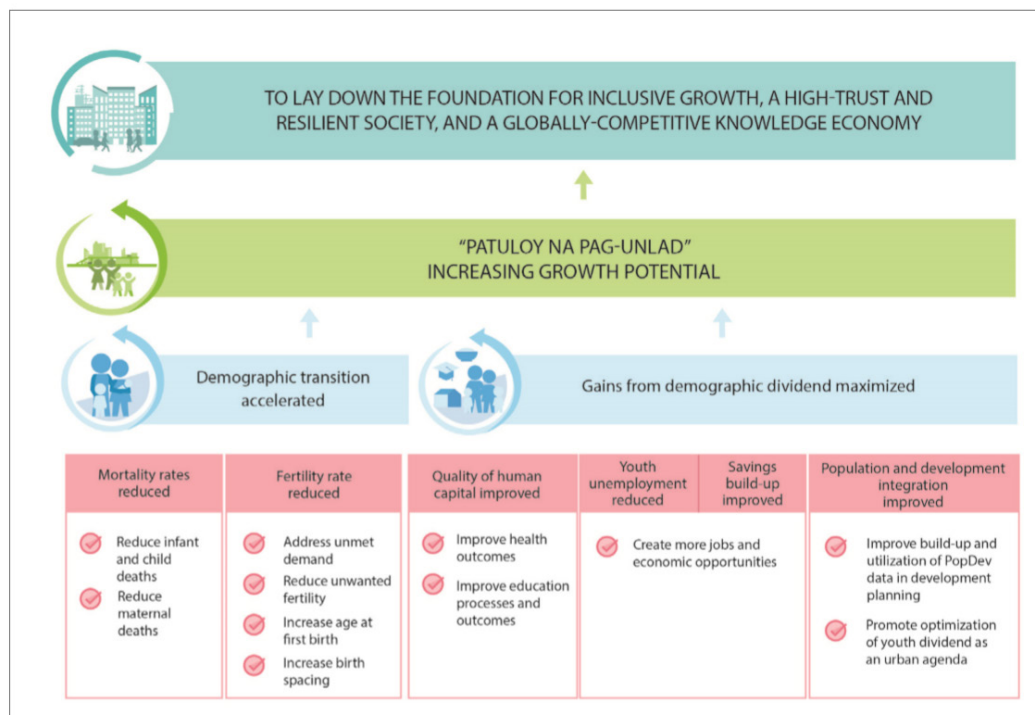 TO LAY DOWN THE FOUNDATION FOR INCLUSIVE GROWTH, A HIGH-TRUST AND
RESILIENT SOCIETY, AND A GLOBALLY-COMPETITIVE KNOWLEDGE ECONOMY
“PATULOY NA PAG-UNLAD”
INCREASING GROWTH POTENTIAL
Demographic transition
accelerated
Gains from demographic dividend maximized
Mortality rates
reduced
Reduce infant
and child
deaths
Reduce
maternal
deaths
Fertility rate
reduced
Address unmet
demand
Reduce unwanted
fertility
Increase age at
first birth
Increase birth
spacing
Quality of human
capital improved
Improve health
outcomes
Improve education
processes and
outcomes
Youth
unemployment
reduced
Savings
build-up
improved
Create more jobs and
economic opportunities
Population and development
integration
improved
Improve build-up and
utilization of PopDev
data in development
planning
Promote optimization
of youth dividend as
an urban agenda